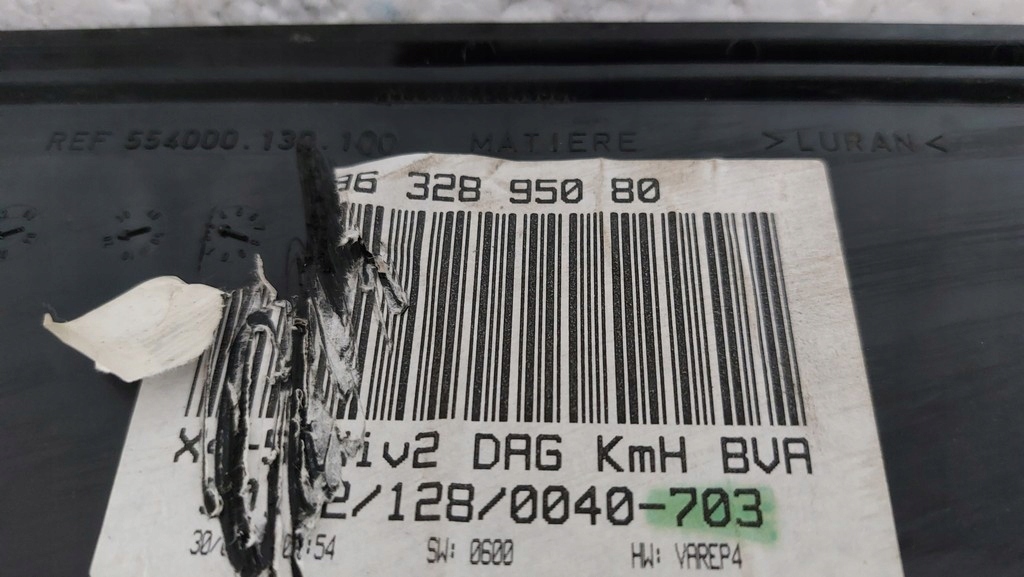 REF 554000.130.100 MATIERE >LURAN<
96 328 950 80
DAG KmH BVA
2/128/0040-703
SW: 0600 HW: VAREP4